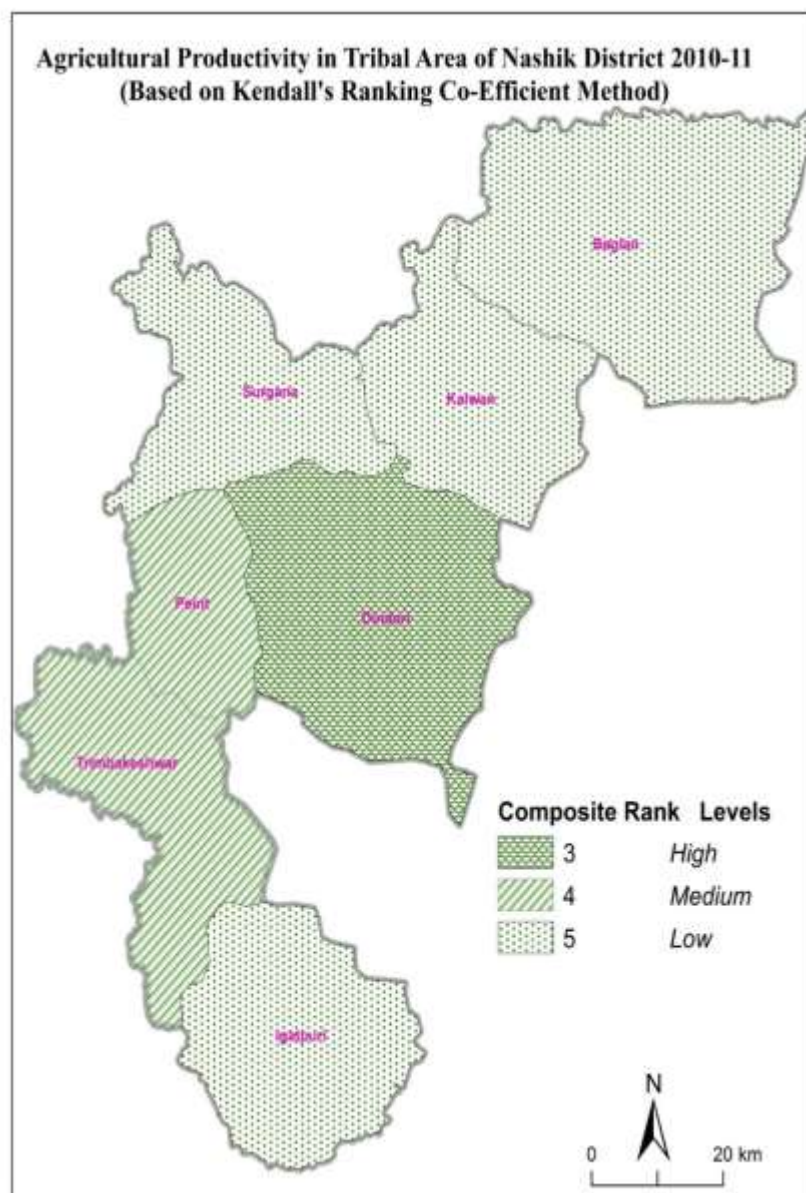 Agricultural Productivity in Tribal Area of Nashik District 2010-11
(Based on Kendall's Ranking Co-Efficient Method)
Baglan
Surgana
Kalwan
Peint
Dindori
Trimbakeshwar
Composite Rank Levels
3 High
4 Medium
5 Low
Igatpuri
N
0 20 km